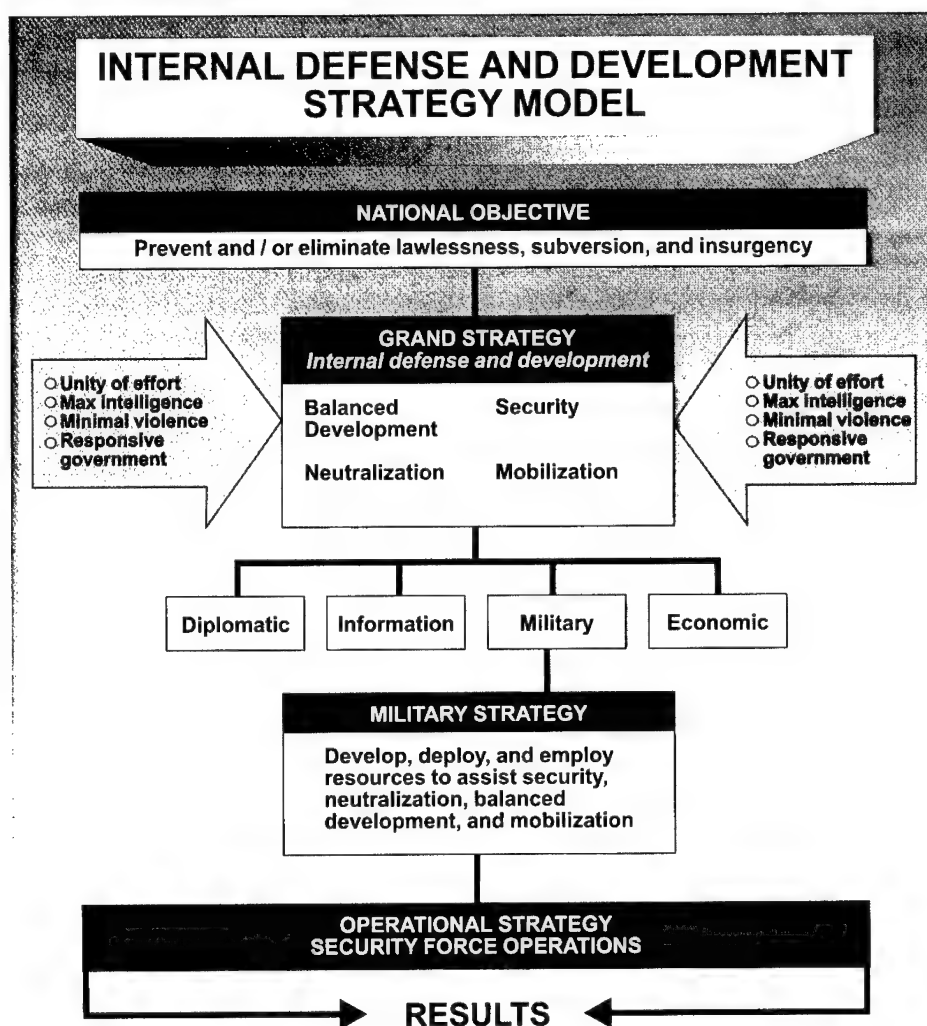 INTERNAL DEFENSE AND DEVELOPMENT
STRATEGY MODEL
NATIONAL OBJECTIVE
Prevent and / or eliminate lawlessness, subversion, and insurgency
GRAND STRATEGY
Internal defense and development
Balanced
Development
Security
Neutralization
Mobilization
Unity of effort
Max intelligence
Minimal violence
Responsive
government
Unity of effort
Max intelligence
Minimal violence
Responsive
government
Diplomatic
Information
Military
Economic
MILITARY STRATEGY
Develop, deploy, and employ
resources to assist security,
neutralization, balanced
development, and mobilization
OPERATIONAL STRATEGY
SECURITY FORCE OPERATIONS
RESULTS